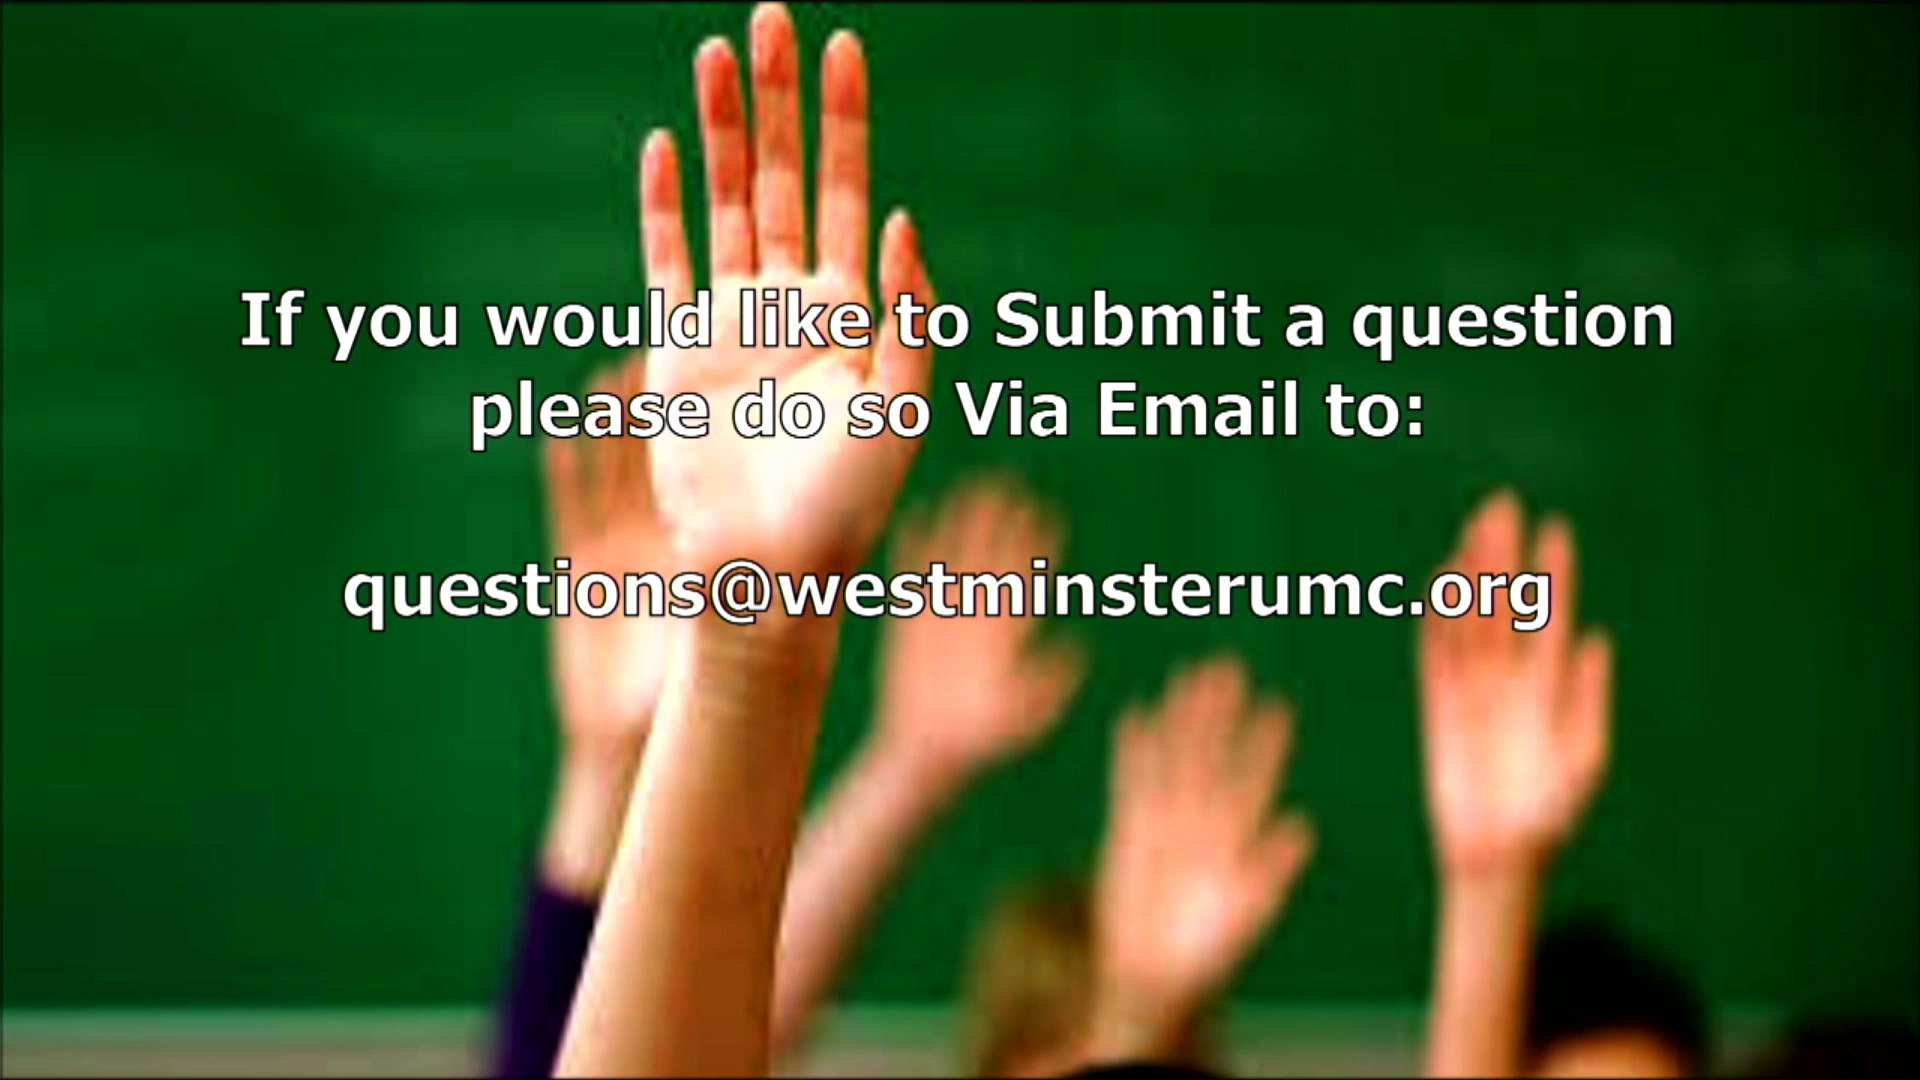 If you would like to Submit a question
please do so Via Email to:
questions@westminsterumc.org